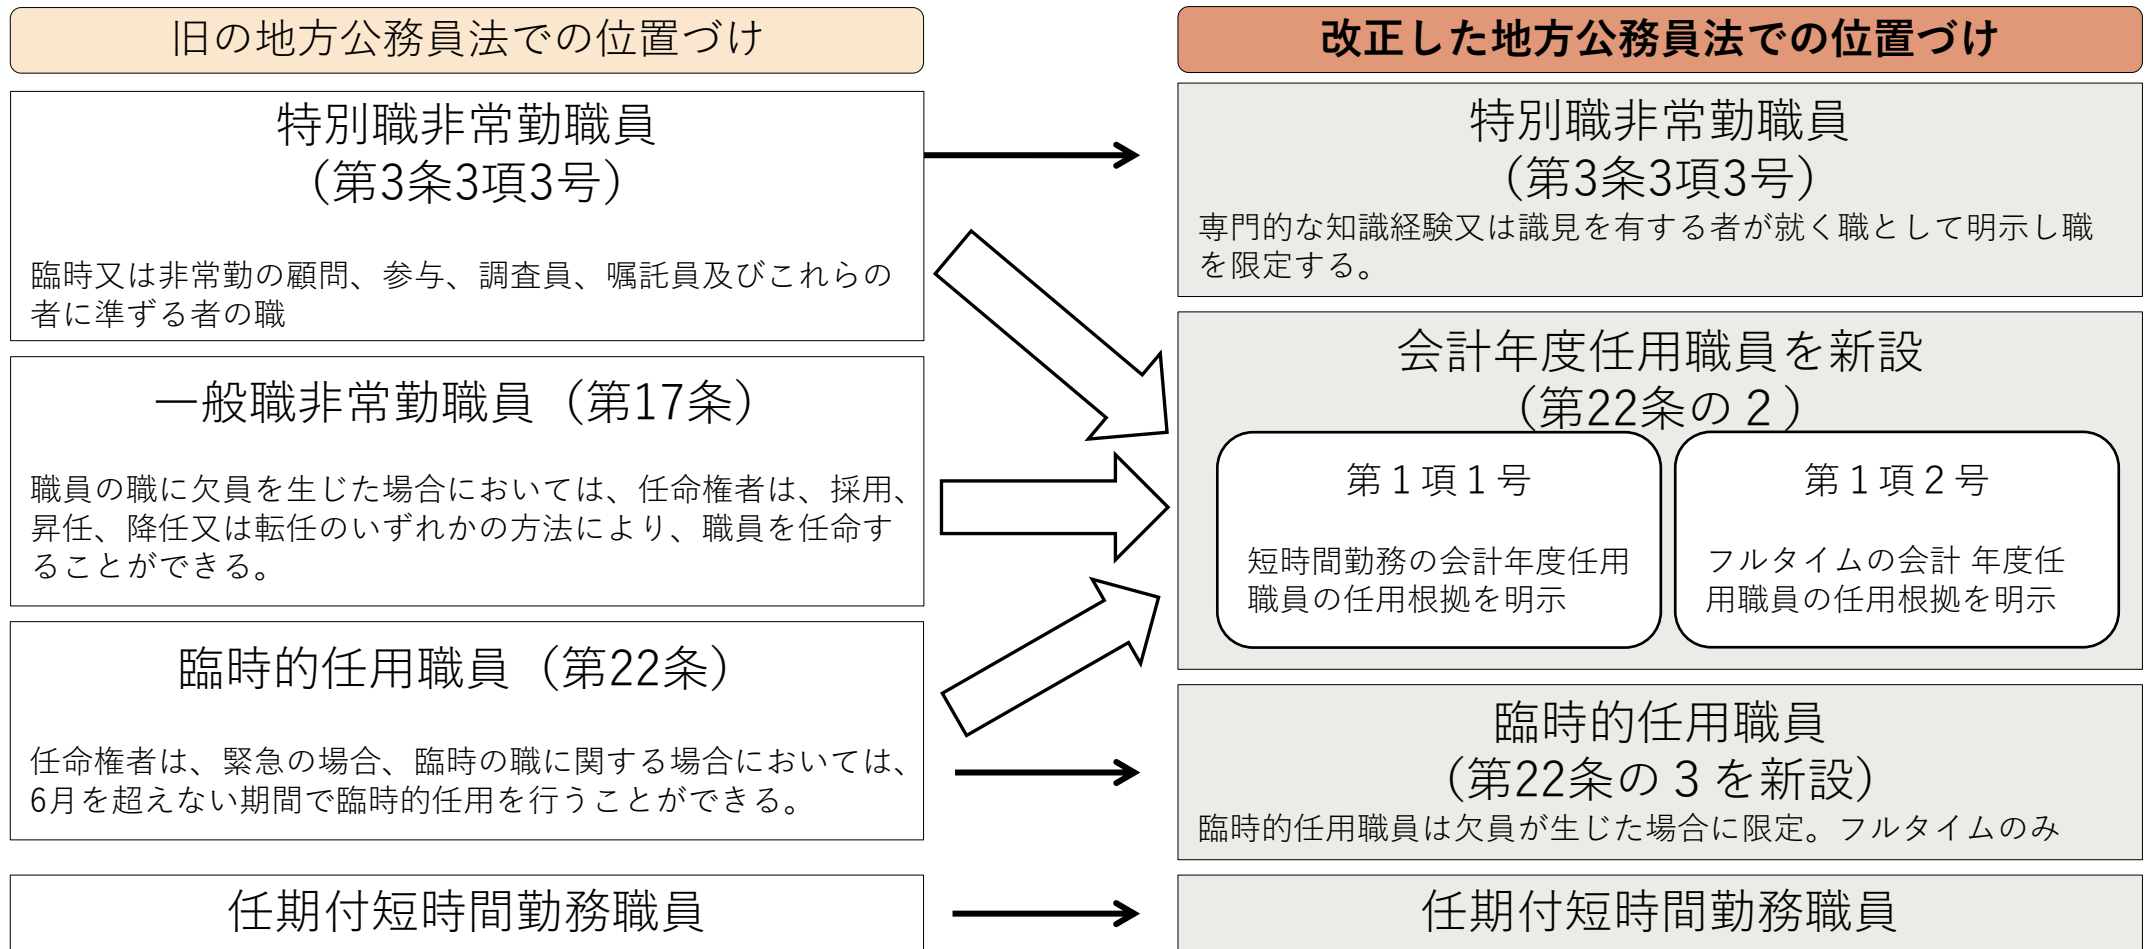 旧の地方公務員法での位置づけ
特別職非常勤職員
（第3条3項3号）
臨時又は非常勤の顧問、参与、調査員、嘱託員及びこれらの
者に準ずる者の職
一般職非常勤職員（第17条）
職員の職に欠員を生じた場合においては、任命権者は、採用、
昇任、降任又は転任のいずれかの方法により、職員を任命す
ることができる。
臨時的任用職員（第22条）
任命権者は、緊急の場合、臨時の職に関する場合においては、
6月を超えない期間で臨時的任用を行うことができる。
任期付短時間勤務職員
改正した地方公務員法での位置づけ
特別職非常勤職員
（第3条3項3号）
専門的な知識経験又は識見を有する者が就く職として明示し職
を限定する。
会計年度任用職員を新設
（第22条の２）
第１項１号
短時間勤務の会計年度任用
職員の任用根拠を明示
第１項２号
フルタイムの会計 年度任
用職員の任用根拠を明示
臨時的任用職員
（第22条の３を新設）
臨時的任用職員は欠員が生じた場合に限定。フルタイムのみ
任期付短時間勤務職員